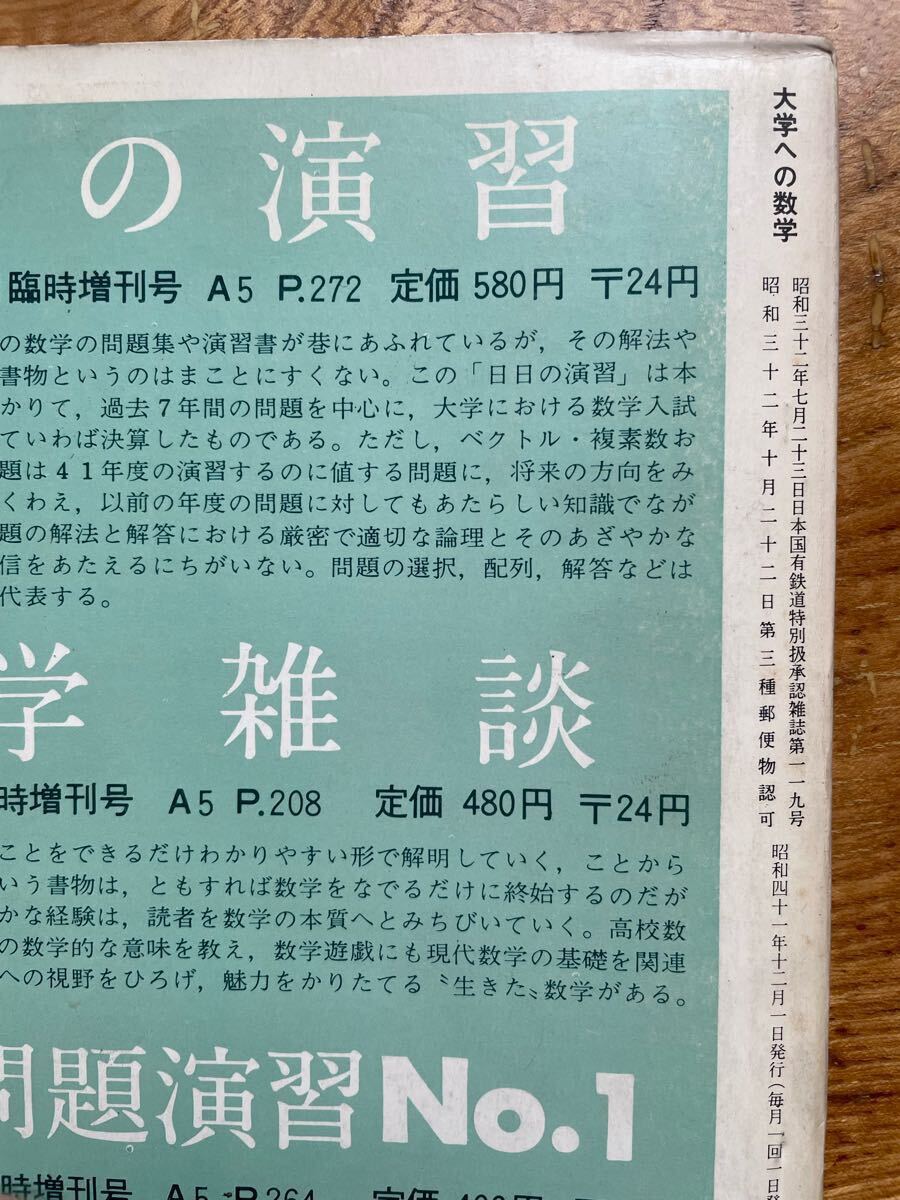 の演習
臨時増刊号 A5 P.272 定価 580円 〒24円
の数学の問題集や演習書が巷にあふれているが，その解法や
書物というのはまことにすくない。この「日日の演習」は本
かりて，過去7年間の問題を中心に，大学における数学入試
ていわば決算したものである。ただし，ベクトル・複素数お
題は41年度の演習するのに値する問題に，将来の方向をみ
くわえ，以前の年度の問題に対してもあたらしい知識でなが
題の解法と解答における厳密で適切な論理とそのあざやかな
信をあたえるにちがいない。問題の選択，配列，解答などは
代表する。
学雑談
時増刊号 A5 P.208 定価 480円 〒24円
ことをできるだけわかりやすい形で解明していく，ことから
いう書物は，ともすれば数学をなでるだけに終始するのだが
かな経験は，読者を数学の本質へとみちびいていく。高校数
の数学的な意味を教え，数学遊戯にも現代数学の基礎を関連
への視野をひろげ，魅力をかりたてる〝生きた〟数学がある。
問題演習No.1
時増刊号 A5 P.264 定価
大学への数学
昭和三十二年七月二十三日日本国有鉄道特別扱承認雑誌第一一九号
昭和三十二年十月二十二日第三種郵便物認可
昭和四十一年十二月一日発行（毎月一回一日発